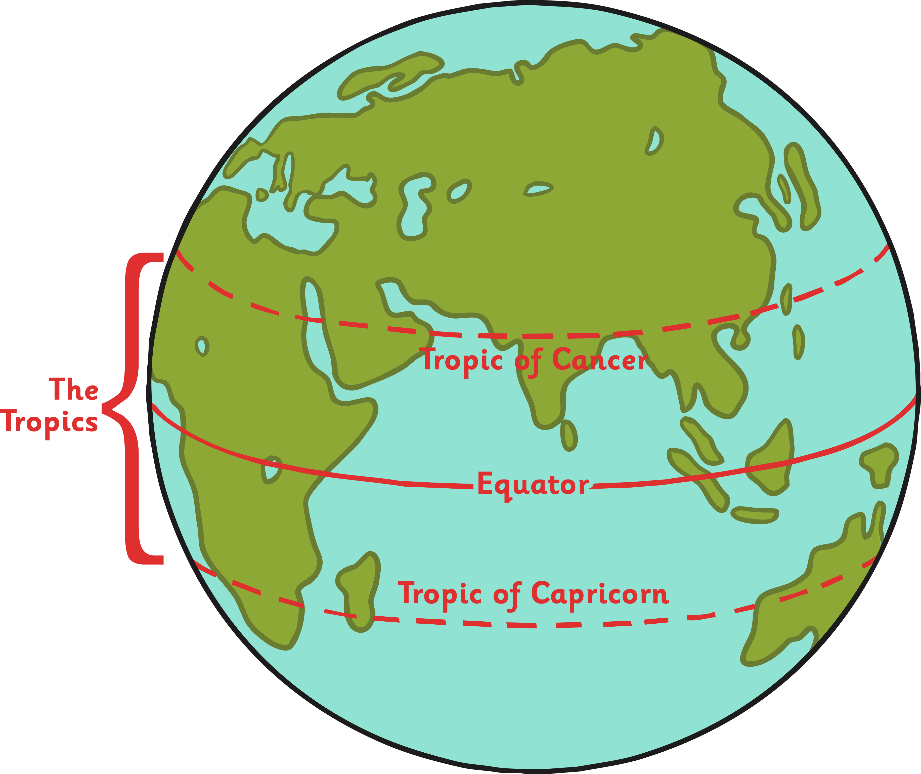 The
Tropics
Tropic of Cancer
Equator
Tropic of Capricorn